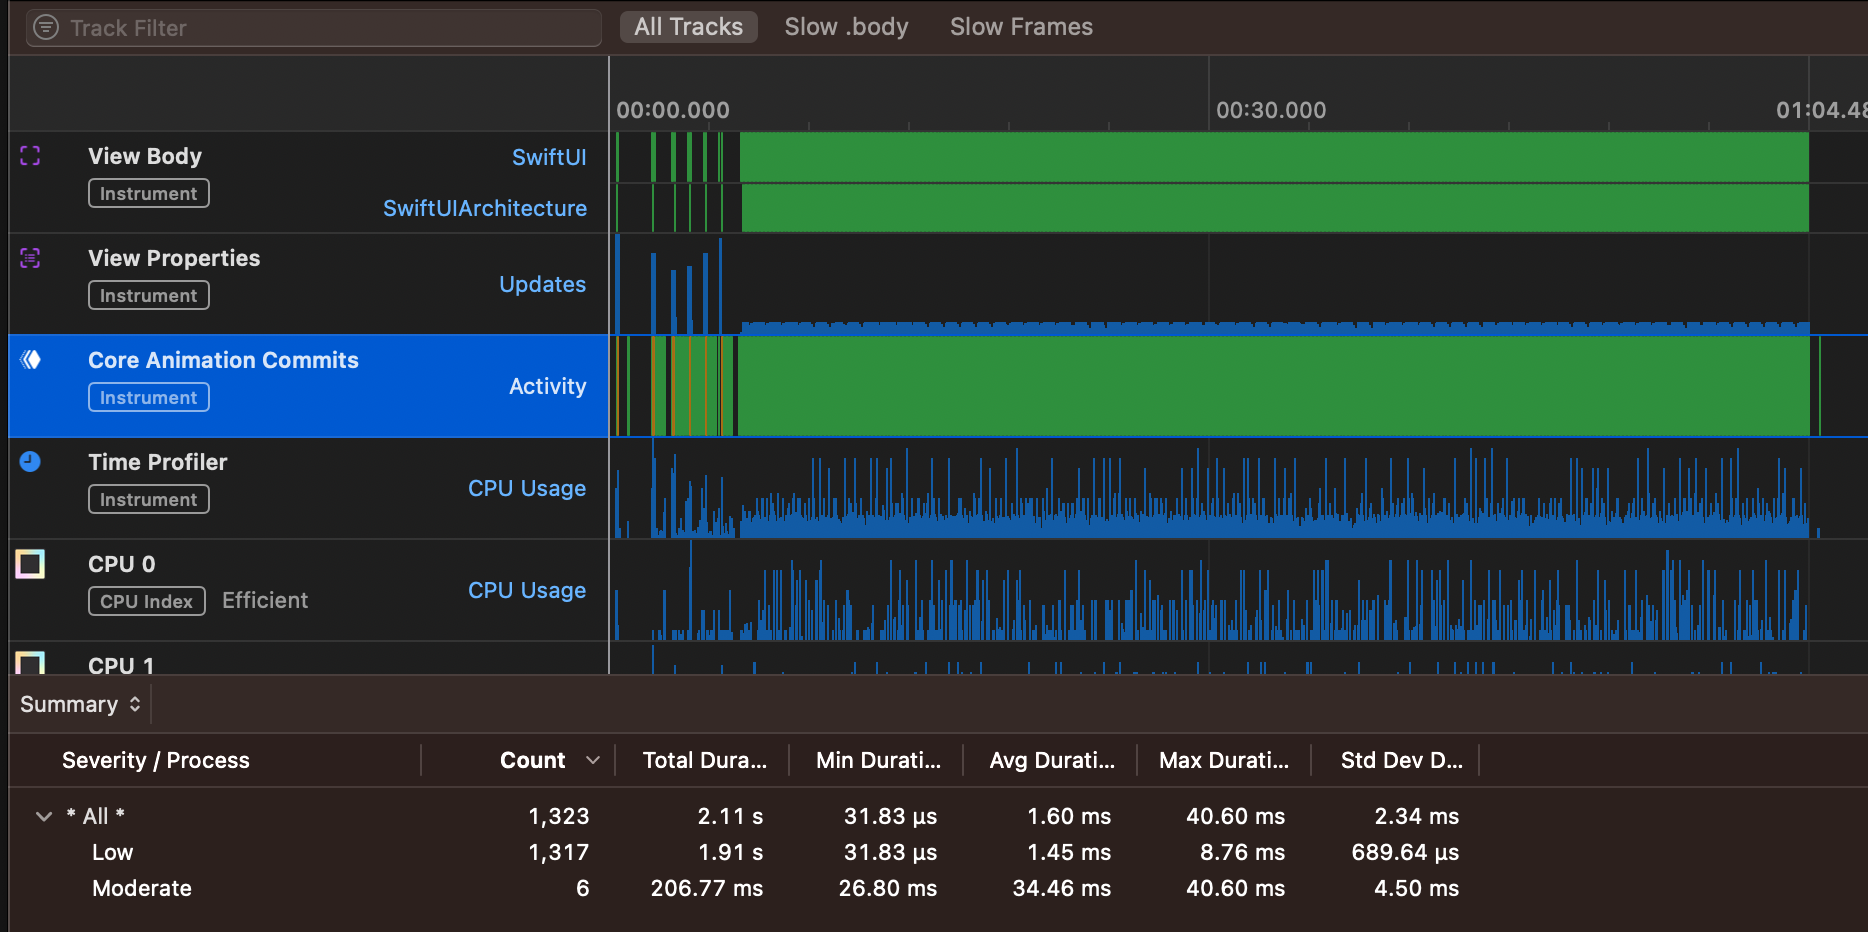 Track Filter All Tracks Slow .body Slow Frames
00:00.000 00:30.000 01:04.48
View Body SwiftUI
Instrument
SwiftUIArchitecture
View Properties
Updates
Instrument
Core Animation Commits
Activity
Instrument
Time Profiler
CPU Usage
Instrument
CPU 0
CPU Usage
CPU Index Efficient
CPU 1
Summary
Severity / Process Count Total Dura... Min Durati... Avg Durati... Max Durati... Std Dev D...
* All * 1,323 2.11 s 31.83 µs 1.60 ms 40.60 ms 2.34 ms
Low 1,317 1.91 s 31.83 µs 1.45 ms 8.76 ms 689.64 µs
Moderate 6 206.77 ms 26.80 ms 34.46 ms 40.60 ms 4.50 ms